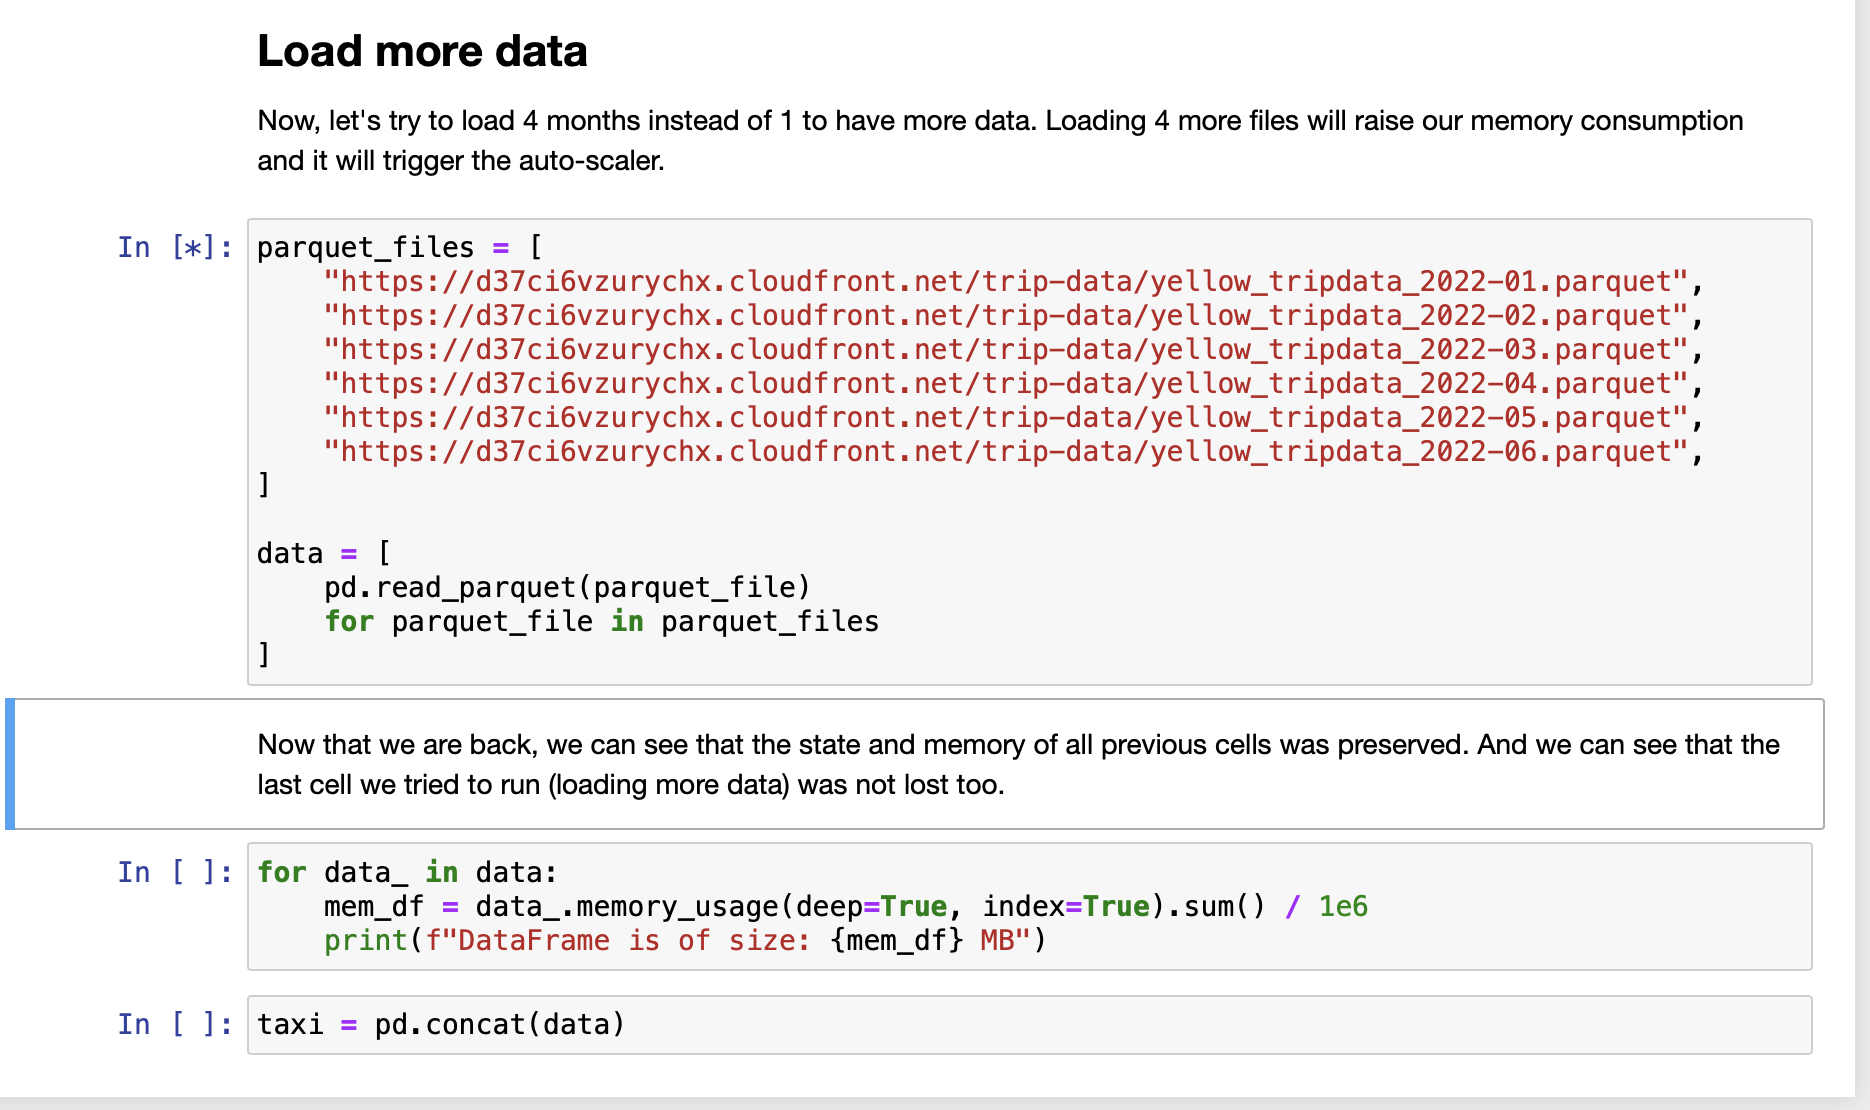 Load more data
Now, let's try to load 4 months instead of 1 to have more data. Loading 4 more files will raise our memory consumption
and it will trigger the auto-scaler.
In [*]: parquet_files = [
    "https://d37ci6vzurychx.cloudfront.net/trip-data/yellow_tripdata_2022-01.parquet",
    "https://d37ci6vzurychx.cloudfront.net/trip-data/yellow_tripdata_2022-02.parquet",
    "https://d37ci6vzurychx.cloudfront.net/trip-data/yellow_tripdata_2022-03.parquet",
    "https://d37ci6vzurychx.cloudfront.net/trip-data/yellow_tripdata_2022-04.parquet",
    "https://d37ci6vzurychx.cloudfront.net/trip-data/yellow_tripdata_2022-05.parquet",
    "https://d37ci6vzurychx.cloudfront.net/trip-data/yellow_tripdata_2022-06.parquet",
]
data = [
    pd.read_parquet(parquet_file)
    for parquet_file in parquet_files
]
Now that we are back, we can see that the state and memory of all previous cells was preserved. And we can see that the
last cell we tried to run (loading more data) was not lost too.
In [ ]: for data_ in data:
    mem_df = data_.memory_usage(deep=True, index=True).sum() / 1e6
    print(f"DataFrame is of size: {mem_df} MB")
In [ ]: taxi = pd.concat(data)